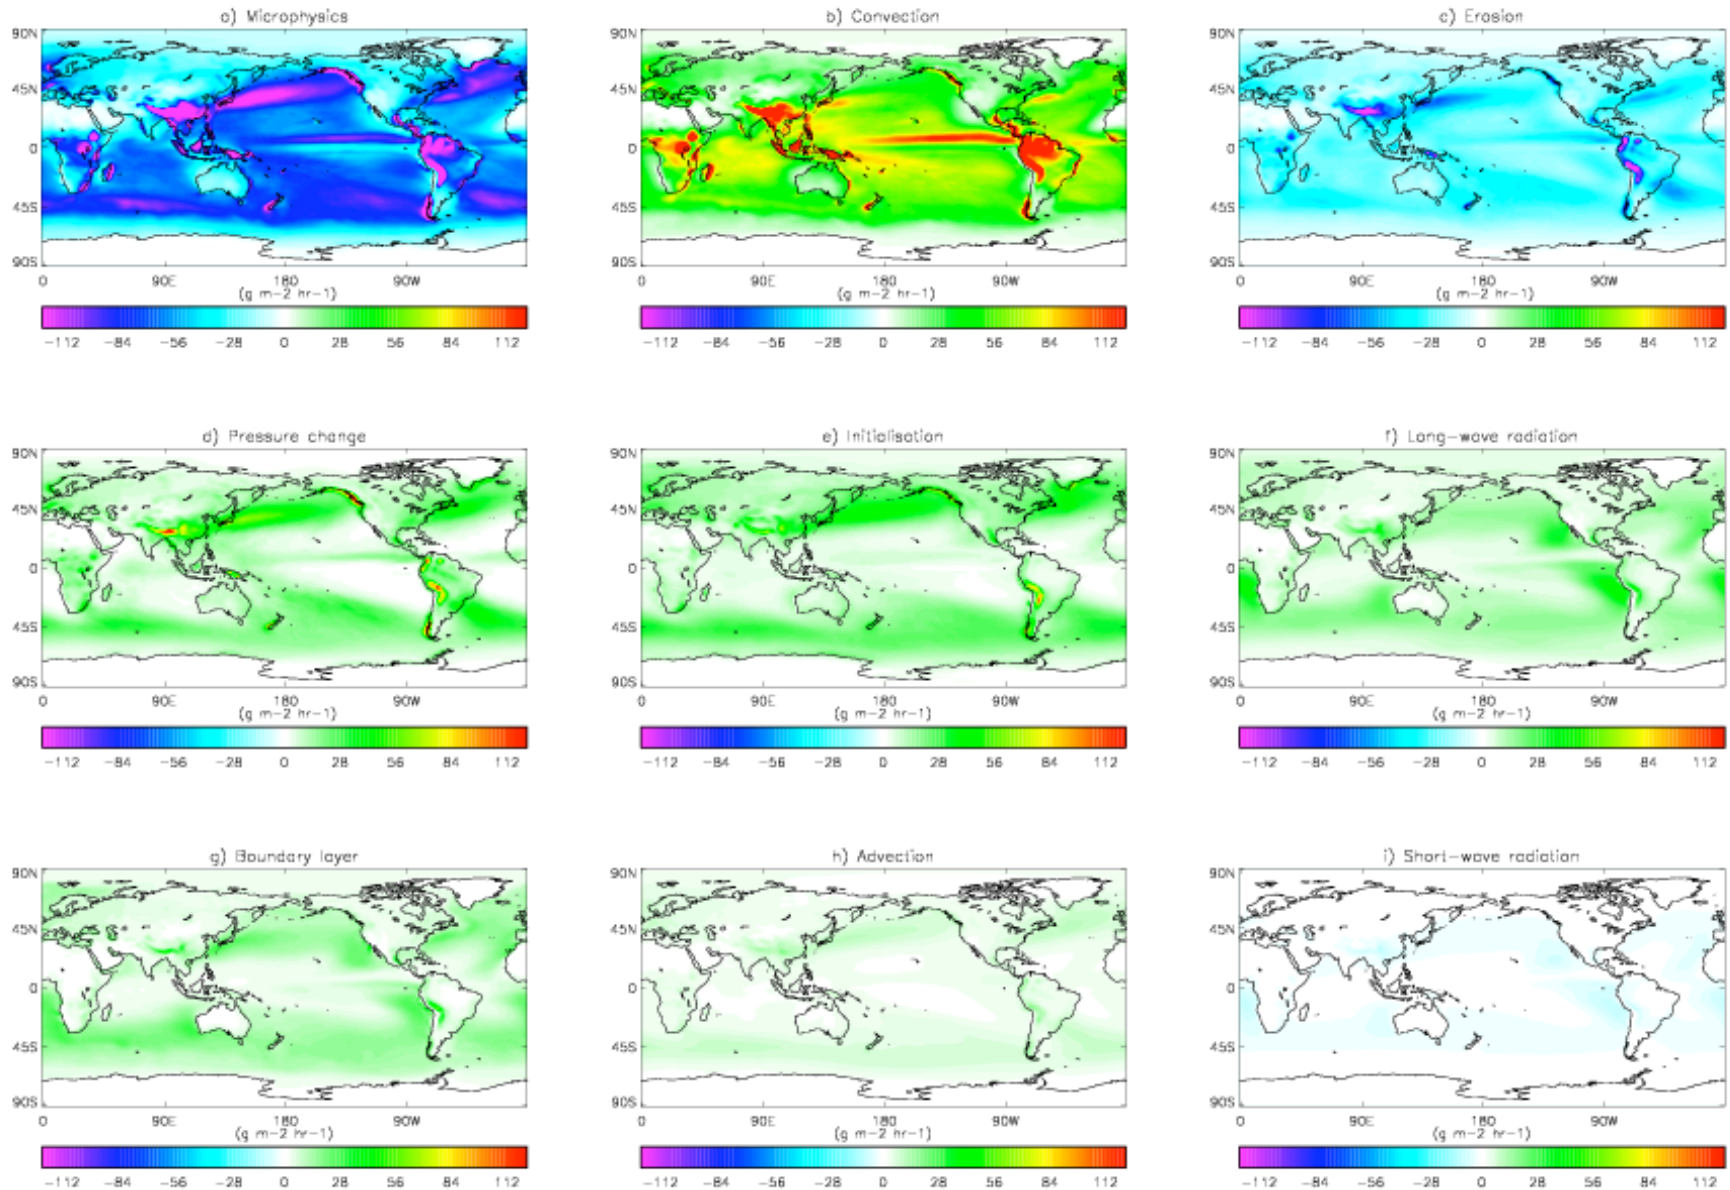 a) Microphysics
90N
45N
0
45S
90S
0 90E 180 90W
(g m-2 hr-1)
-112 -84 -56 -28 0 28 56 84 112
b) Convection
90N
45N
0
45S
90S
0 90E 180 90W
(g m-2 hr-1)
-112 -84 -56 -28 0 28 56 84 112
c) Erosion
90N
45N
0
45S
90S
0 90E 180 90W
(g m-2 hr-1)
-112 -84 -56 -28 0 28 56 84 112
d) Pressure change
90N
45N
0
45S
90S
0 90E 180 90W
(g m-2 hr-1)
-112 -84 -56 -28 0 28 56 84 112
e) Initialisation
90N
45N
0
45S
90S
0 90E 180 90W
(g m-2 hr-1)
-112 -84 -56 -28 0 28 56 84 112
f) Long-wave radiation
90N
45N
0
45S
90S
0 90E 180 90W
(g m-2 hr-1)
-112 -84 -56 -28 0 28 56 84 112
g) Boundary layer
90N
45N
0
45S
90S
0 90E 180 90W
(g m-2 hr-1)
-112 -84 -56 -28 0 28 56 84 112
h) Advection
90N
45N
0
45S
90S
0 90E 180 90W
(g m-2 hr-1)
-112 -84 -56 -28 0 28 56 84 112
i) Short-wave radiation
90N
45N
0
45S
90S
0 90E 180 90W
(g m-2 hr-1)
-112 -84 -56 -28 0 28 56 84 112